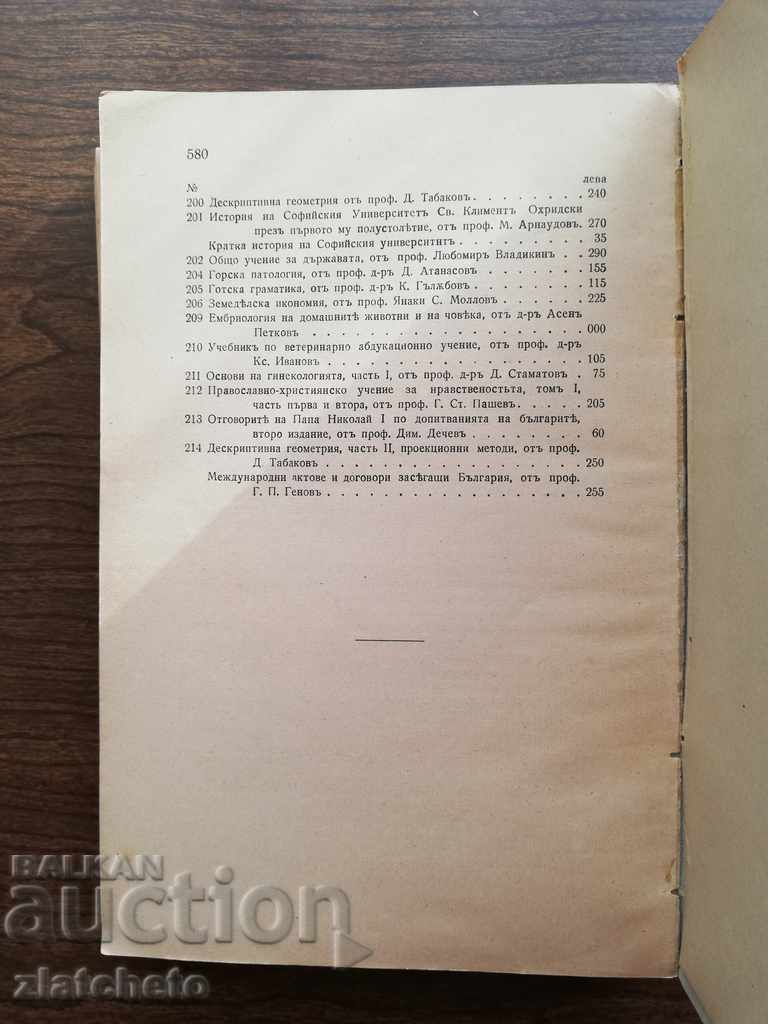 580
№ лева
200 Дескриптивна геометрия отъ проф. Д. Табаковъ . . . . . . . . 240
201 История на Софийския Университетъ Св. Климентъ Охридски
презъ първото му полустолѣтие, отъ проф. М. Арнаудовъ. 270
Кратка история на Софийския университнтъ . . . . . . . . . 35
202 Общо учение за държавата, отъ проф. Любомиръ Владикинъ . . 290
204 Горска патология, отъ проф. д-ръ Д. Атанасовъ . . . . . . . 155
205 Готска граматика, отъ проф. д-ръ К. Гълѫбовъ . . . . . . . 115
206 Земедѣлска икономия, отъ проф. Янаки С. Молловъ . . . . . . 225
209 Ембриология на домашнитѣ животни и на човѣка, отъ д-ръ Асенъ
Петковъ . . . . . . . . . . . . . . . . . . . 000
210 Учебникъ по ветеринарно абдукационно учение, отъ проф. д-ръ
Кс. Ивановъ . . . . . . . . . . . . . . . . . . 105
211 Основи на гинекологията, часть I, отъ проф. д-ръ Д. Стаматовъ . 75
212 Православно-християнско учение за нравствеността, томъ I,
часть първа и втора, отъ проф. Г. Ст. Пашевъ . . . . . 205
213 Отговоритѣ на Папа Николай I по допитванията на българитѣ,
второ издание, отъ проф. Дим. Дечевъ . . . . . . . . 60
214 Дескриптивна геометрия, часть II, проекционни методи, отъ проф.
Д. Табаковъ . . . . . . . . . . . . . . . . . . 250
Международни актове и договори засѣгащи България, отъ проф.
Г. П. Геновъ . . . . . . . . . . . . . . . . . . 255
BALKAN
auction
zlatcheto